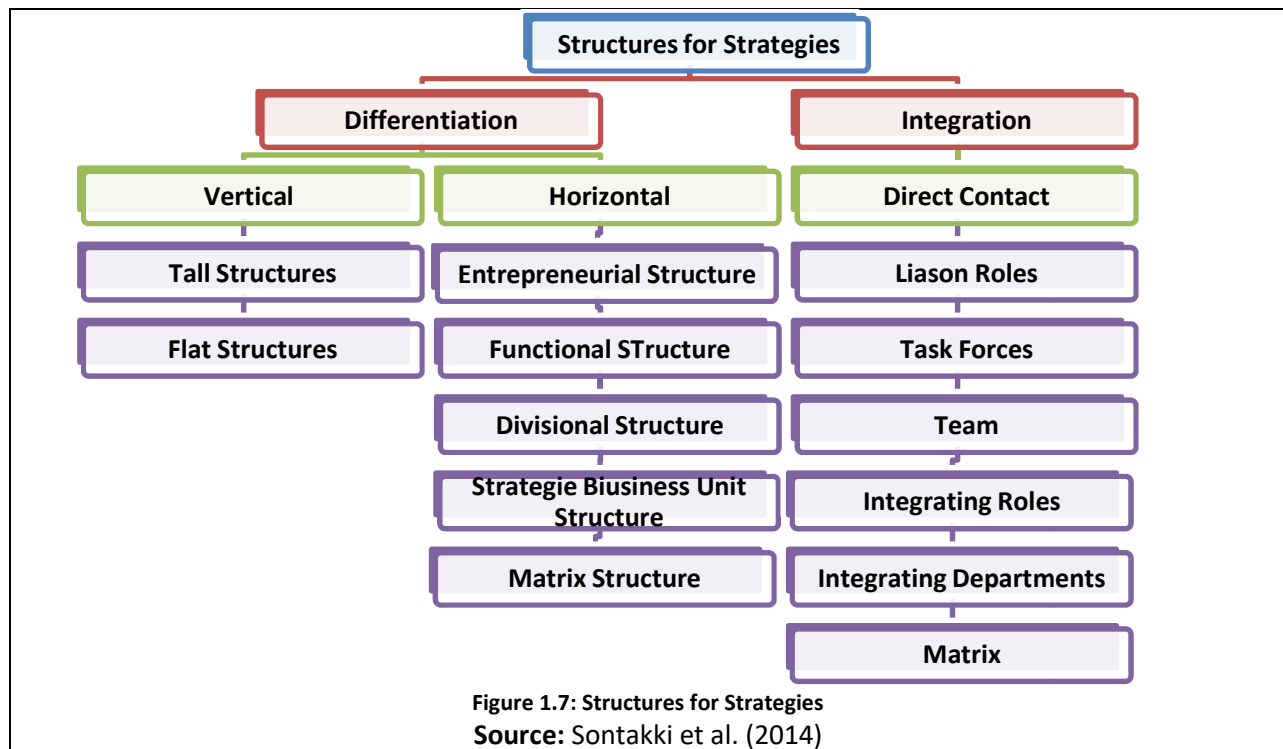 Structures for Strategies
Differentiation
Integration
Vertical
Horizontal
Direct Contact
Tall Structures
Entrepreneurial Structure
Liason Roles
Flat Structures
Functional STructure
Task Forces
Divisional Structure
Team
Strategie Biusiness Unit
Structure
Integrating Roles
Matrix Structure
Integrating Departments
Matrix
Figure 1.7: Structures for Strategies
Source: Sontakki et al. (2014)